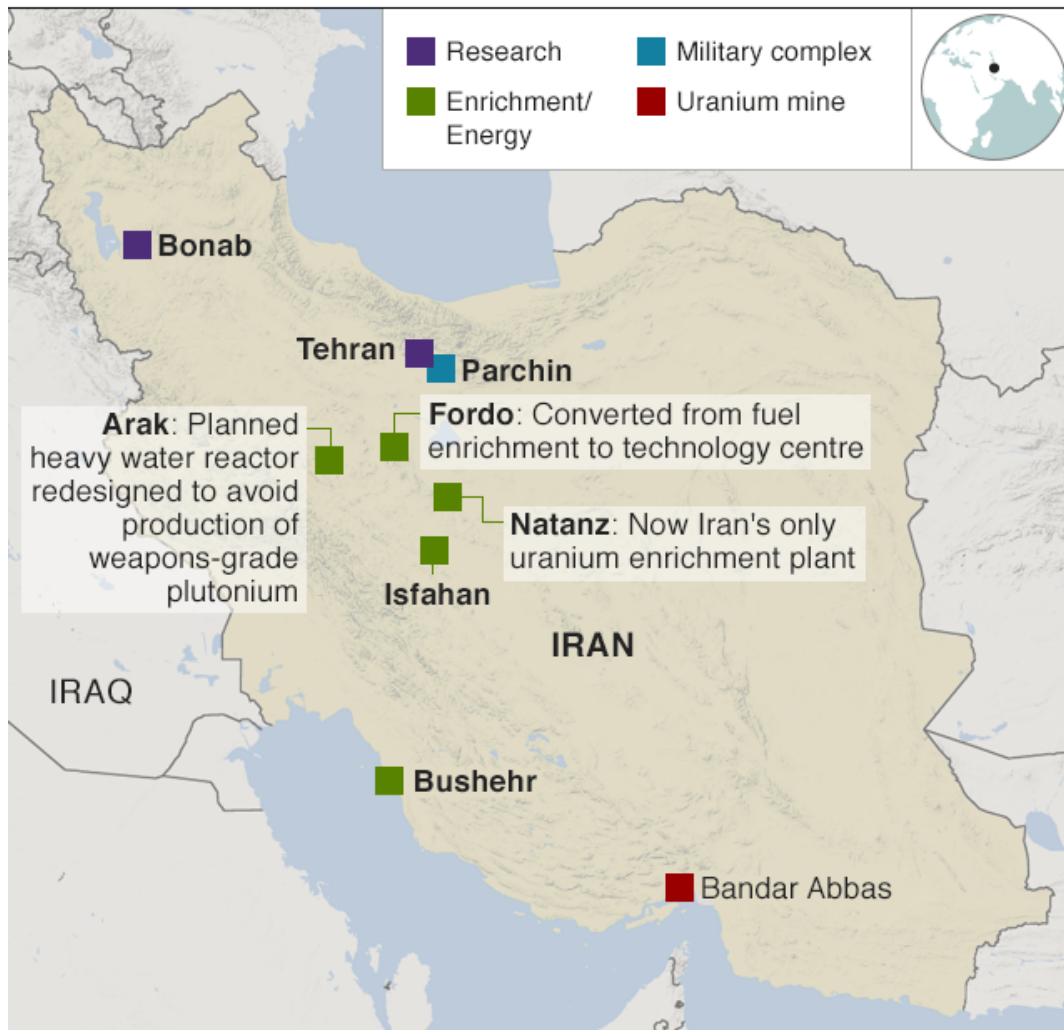 Research
Military complex
Enrichment/
Energy
Uranium mine
Bonab
Tehran
Parchin
Arak: Planned
heavy water reactor
redesigned to avoid
production of
weapons-grade
plutonium
Fordo: Converted from fuel
enrichment to technology centre
Natanz: Now Iran's only
uranium enrichment plant
Isfahan
IRAN
IRAQ
Bushehr
Bandar Abbas